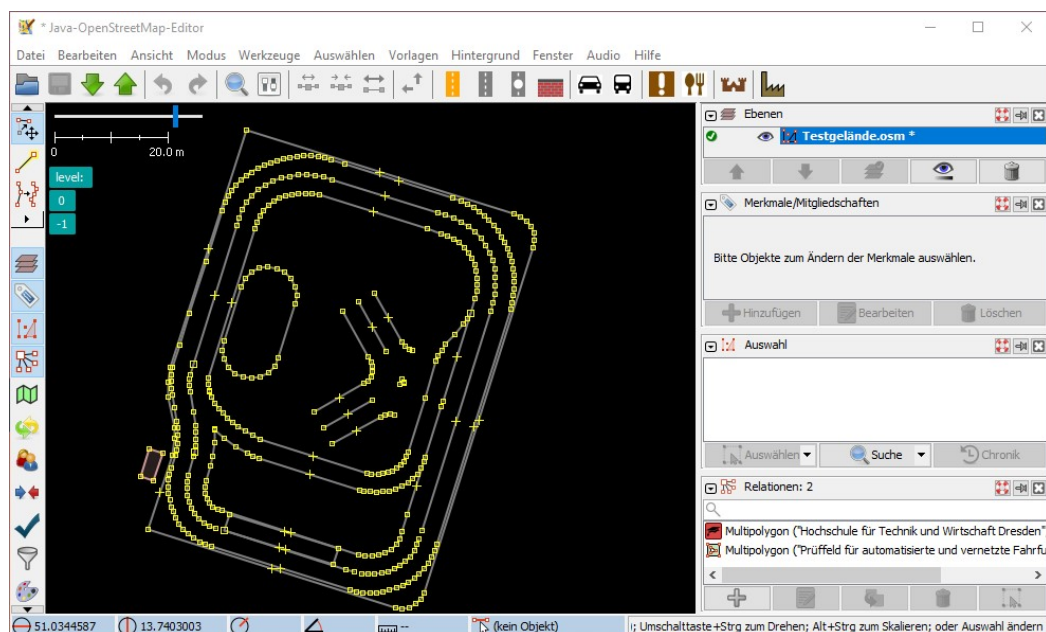 * Java-OpenStreetMap-Editor
Datei Bearbeiten Ansicht Modus Werkzeuge Auswählen Vorlagen Hintergrund Fenster Audio Hilfe
0 20.0 m
level:
0
-1
Ebenen
Testgelände.osm *
Merkmale/Mitgliedschaften
Bitte Objekte zum Ändern der Merkmale auswählen.
Hinzufügen Bearbeiten Löschen
Auswahl
Auswählen Suche Chronik
Relationen: 2
Multipolygon ("Hochschule für Technik und Wirtschaft Dresden"
Multipolygon ("Prüffeld für automatisierte und vernetzte Fahrfu
51.0344587 13.7403003 -- (kein Objekt) ; Umschalttaste+Strg zum Drehen; Alt+Strg zum Skalieren; oder Auswahl ändern